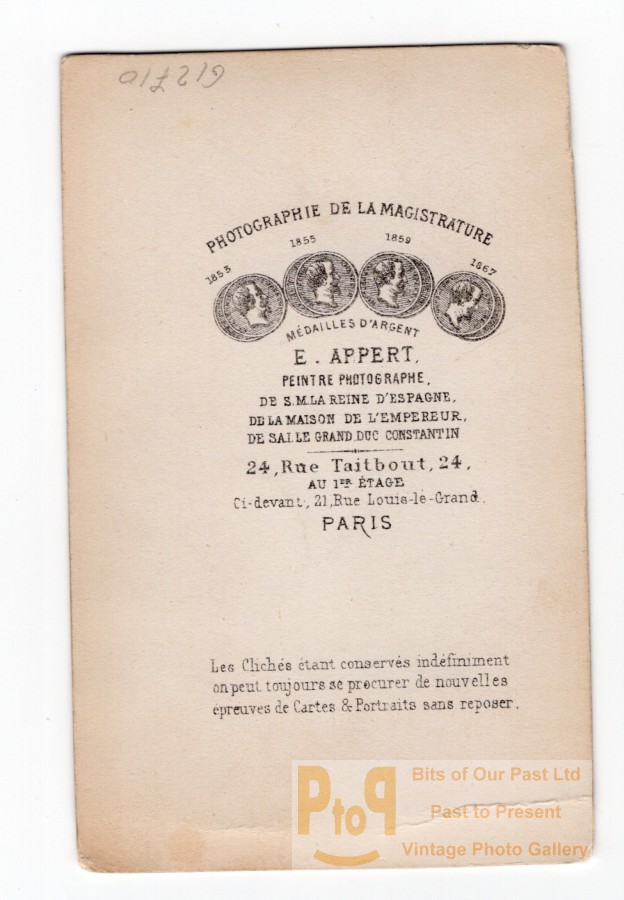 PHOTOGRAPHIE DE LA MAGISTRATURE
1853 1855 1859 1867
MÉDAILLES D'ARGENT
E. APPERT,
PEINTRE PHOTOGRAPHE,
DE S.M. LA REINE D'ESPAGNE,
DE LA MAISON DE L'EMPEREUR,
DE S.A.I. LE GRAND DUC CONSTANTIN
24, Rue Taitbout, 24,
AU 1ER ÉTAGE
Ci-devant, 21, Rue Louis-le-Grand.
PARIS
Les Clichés étant conservés indéfiniment
on peut toujours se procurer de nouvelles
épreuves de Cartes & Portraits sans reposer.
PtoP
Bits of Our Past Ltd
Past to Present
Vintage Photo Gallery